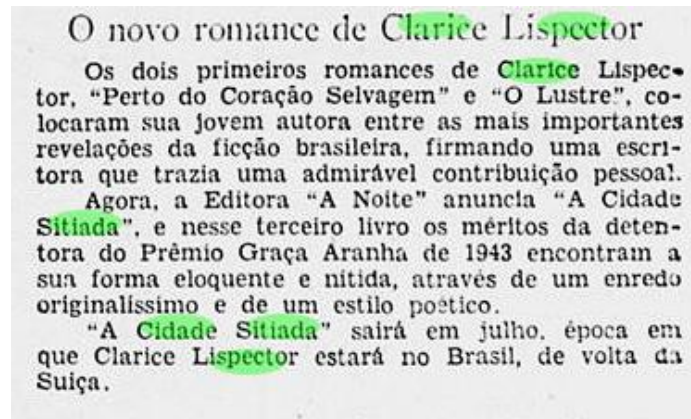 O novo romance de Clarice Lispector
Os dois primeiros romances de Clarice Lispec-
tor, "Perto do Coração Selvagem" e "O Lustre", co-
locaram sua jovem autora entre as mais importantes
revelações da ficção brasileira, firmando uma escri-
tora que trazia uma admirável contribuição pessoal.
Agora, a Editora "A Noite" anuncia "A Cidade
Sitiada", e nesse terceiro livro os méritos da deten-
tora do Prêmio Graça Aranha de 1943 encontram a
sua forma eloquente e nítida, através de um enredo
originalíssimo e de um estilo poético.
"A Cidade Sitiada" sairá em julho, época em
que Clarice Lispector estará no Brasil, de volta da
Suiça.